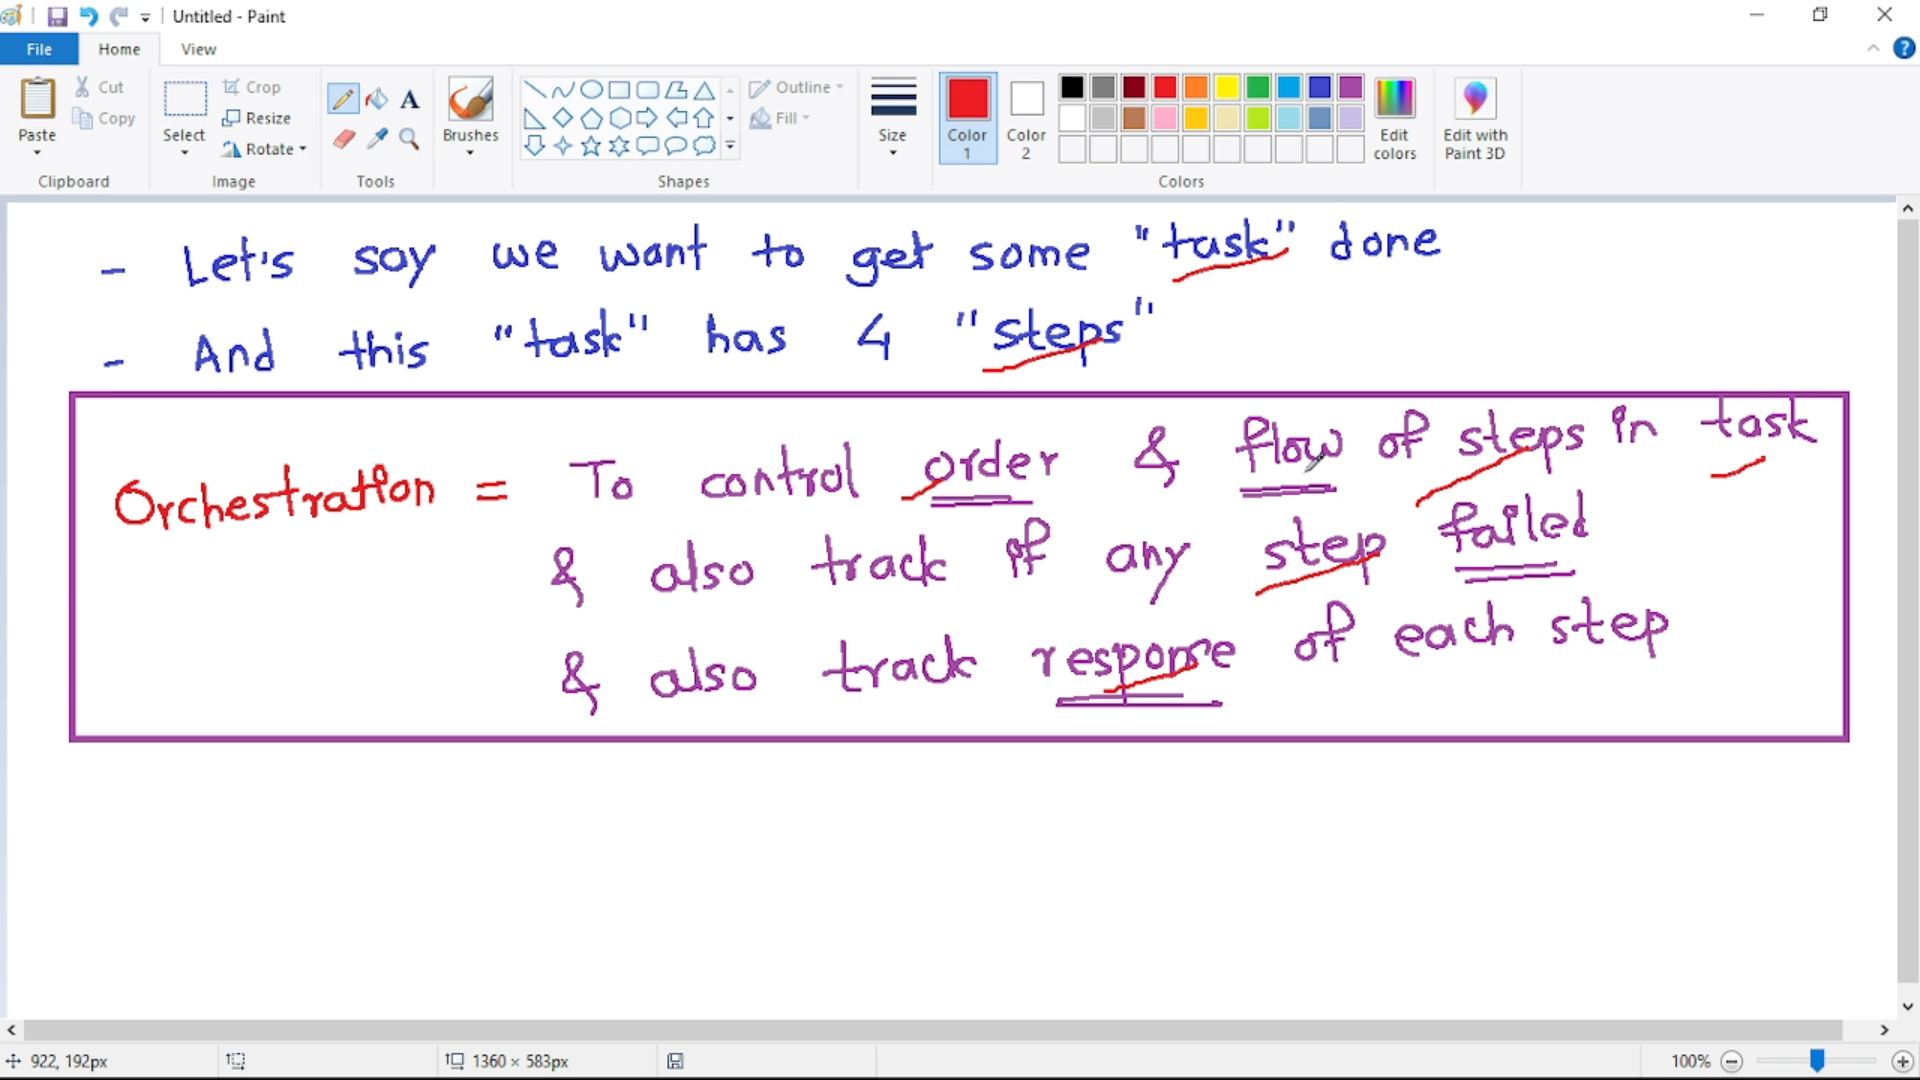 Untitled - Paint
File Home View
Paste
Cut
Copy
Clipboard
Select
Crop
Resize
Rotate
Image
A
Tools
Brushes
Shapes
Outline
Fill
Size
Color 1
Color 2
Edit colors
Colors
Edit with Paint 3D
- Let's say we want to get some "task" done
- And this "task" has 4 "steps"
Orchestration = To control order & flow of steps in task
& also track if any step failed
& also track response of each step
922, 192px
1360 × 583px
100%